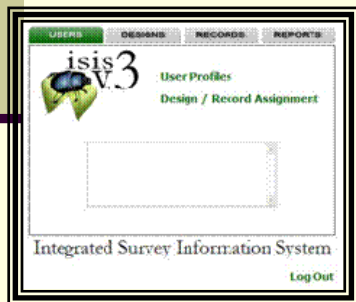 USERS DESIGNS RECORDS REPORTS
isis
v.3
User Profiles
Design / Record Assignment
Integrated Survey Information System
Log Out